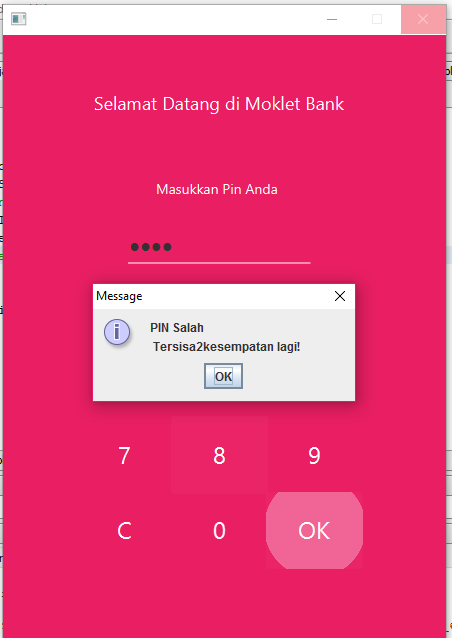 Selamat Datang di Moklet Bank
Masukkan Pin Anda
Message
PIN Salah
Tersisa2kesempatan lagi!
OK
7 8 9
C 0 OK